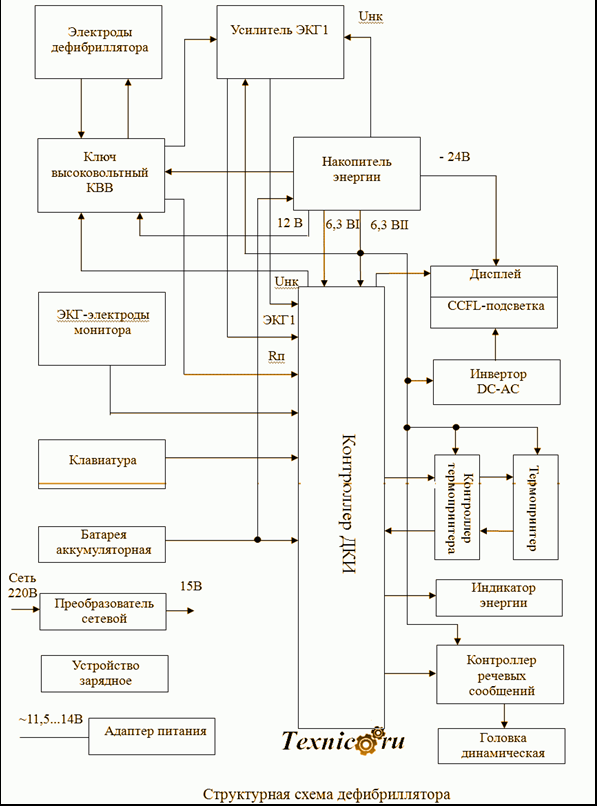 Uнк
Электроды
дефибриллятора
Усилитель ЭКГ1
Ключ
высоковольтный
КВВ
Накопитель
энергии
- 24В
12 В
6,3 ВI
6,3 ВII
Uнк
Дисплей
CCFL-подсветка
ЭКГ-электроды
монитора
ЭКГ1
Rп
Инвертор
DC-AC
Контроллер ДКИ
Клавиатура
Контроллер
термопринтера
Термопринтер
Батарея
аккумуляторная
Сеть
220В
15В
Преобразователь
сетевой
Индикатор
энергии
Устройство
зарядное
Контроллер
речевых
сообщений
~11,5...14В
Адаптер питания
Головка
динамическая
Texnic.ru
Структурная схема дефибриллятора